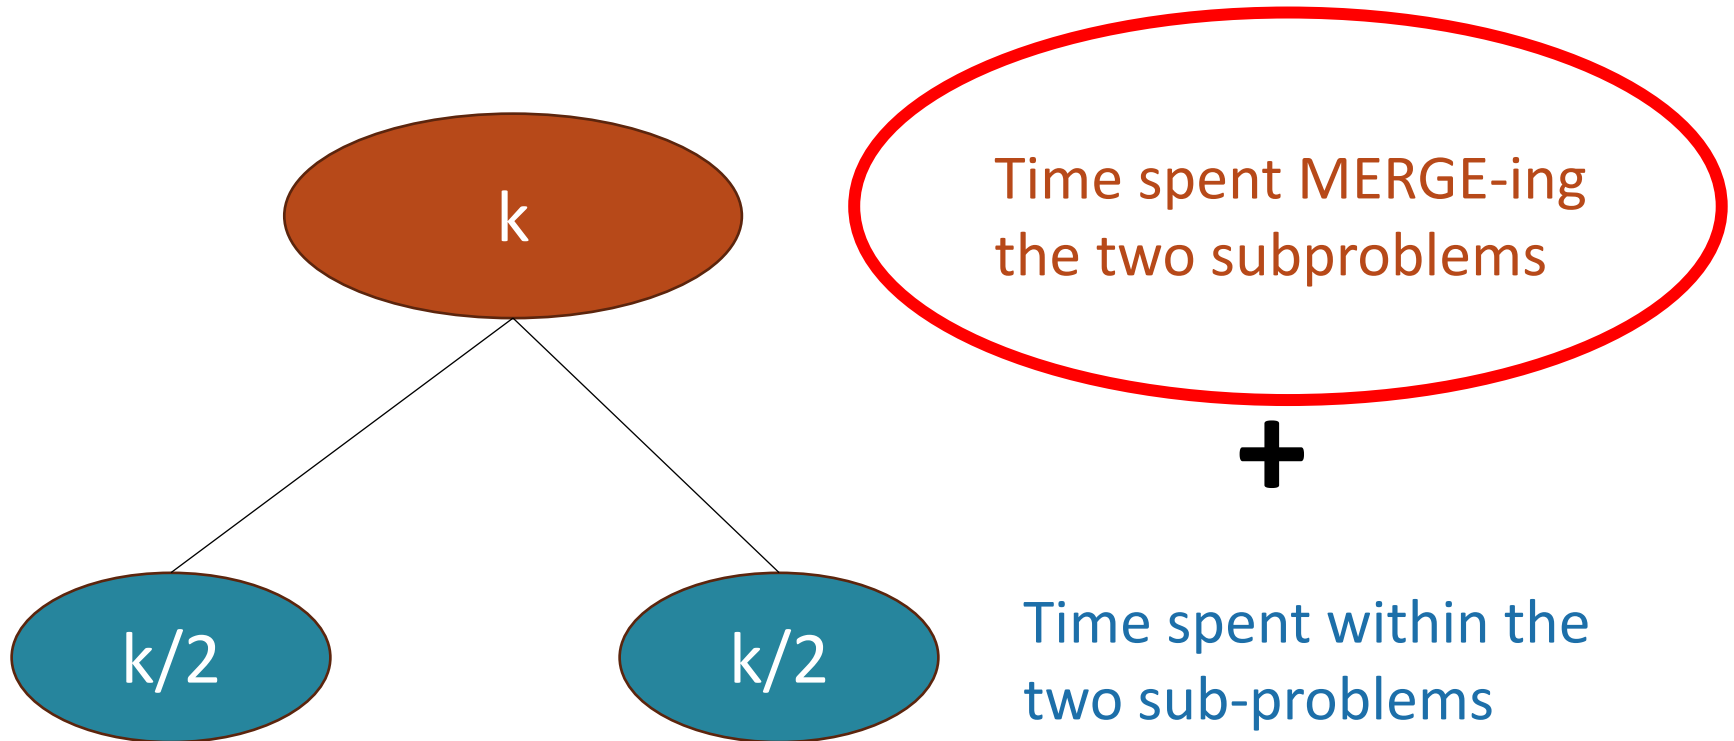 k
Time spent MERGE-ing
the two subproblems
+
k/2
k/2
Time spent within the
two sub-problems